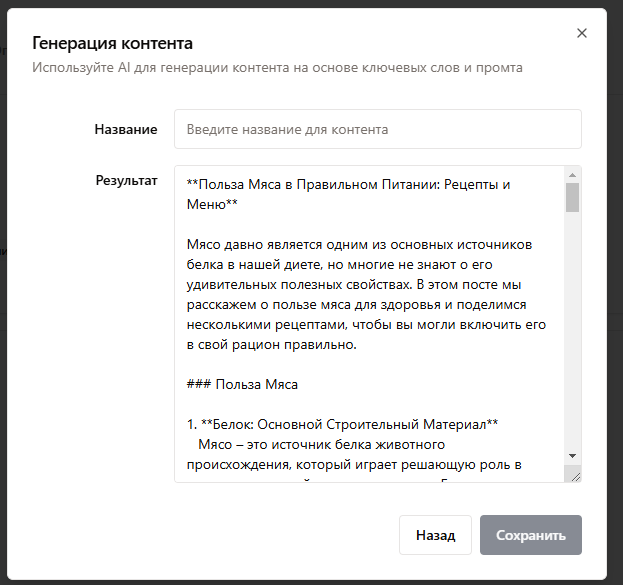 Генерация контента
Используйте AI для генерации контента на основе ключевых слов и промта
Название
Введите название для контента
Результат
**Польза Мяса в Правильном Питании: Рецепты и
Меню**
Мясо давно является одним из основных источников
белка в нашей диете, но многие не знают о его
удивительных полезных свойствах. В этом посте мы
расскажем о пользе мяса для здоровья и поделимся
несколькими рецептами, чтобы вы могли включить его
в свой рацион правильно.
### Польза Мяса
1. **Белок: Основной Строительный Материал**
Мясо – это источник белка животного
происхождения, который играет решающую роль в
Назад
Сохранить